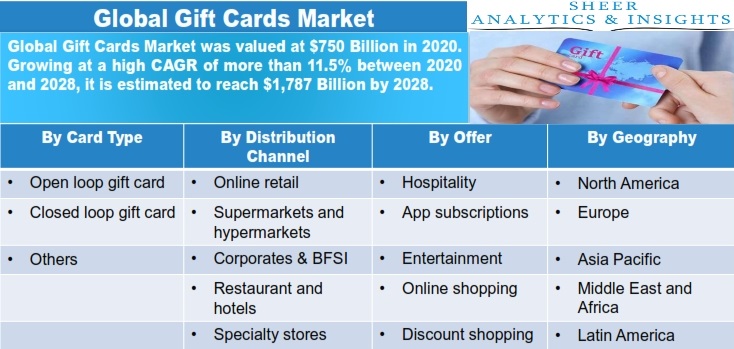 Global Gift Cards Market
SHEER
ANALYTICS & INSIGHTS
Global Gift Cards Market was valued at $750 Billion in 2020.
Growing at a high CAGR of more than 11.5% between 2020
and 2028, it is estimated to reach $1,787 Billion by 2028.
Gift
By Card Type
By Distribution
Channel
By Offer
By Geography
• Open loop gift card
• Online retail
• Hospitality
• North America
• Closed loop gift card
• Supermarkets and
hypermarkets
• App subscriptions
• Europe
• Others
• Corporates & BFSI
• Entertainment
• Asia Pacific
• Restaurant and
hotels
• Online shopping
• Middle East and
Africa
• Specialty stores
• Discount shopping
• Latin America